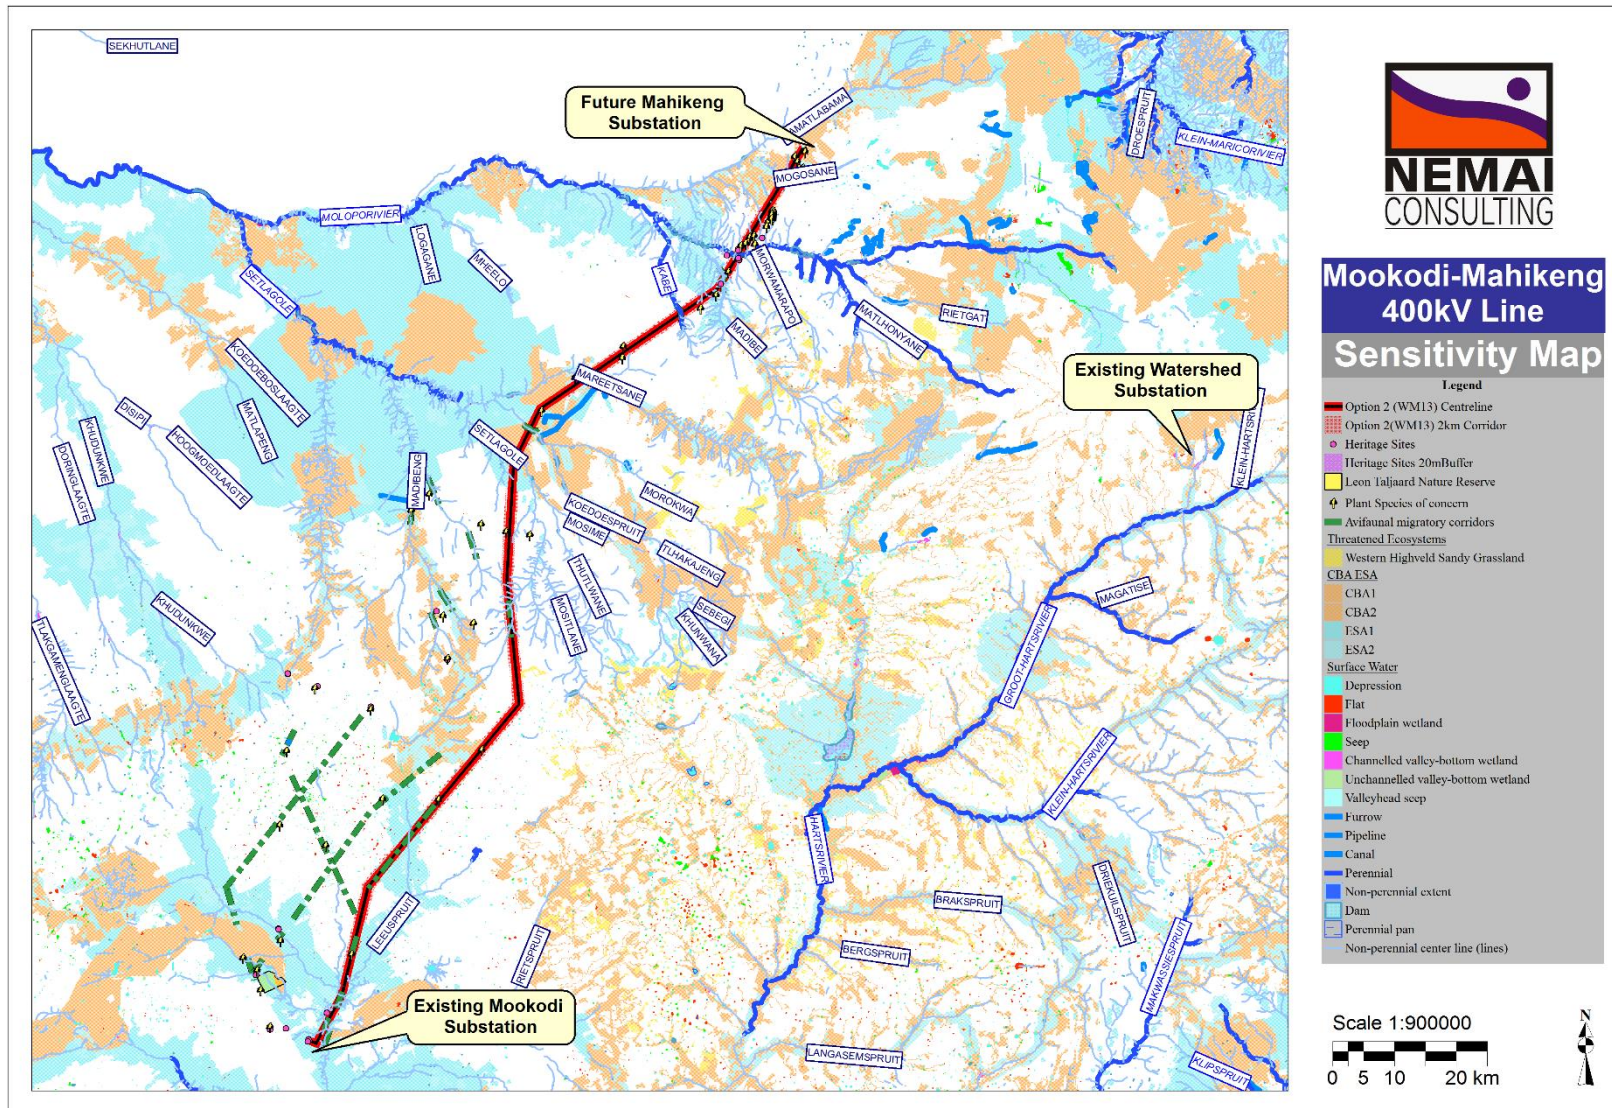 SEKHUTLANE
Future Mahikeng
Substation
AMATLABAMA
DROESPRUIT
KLEIN-MARICORIVIER
MOGOSANE
MOLOPORIVIER
LOGAGANE
MHEELO
SETLAGOLE
KABE
MORWAMARAPO
MADIBE
MATLHONYANE
RIETGAT
KOEDOEBOSLAAGTE
MATLAPENG
DISIPI
HOOGMOEDLAAGTE
KHUDUNKWE
DORINGLAAGTE
MAREETSANE
SETLAGOLE
MADIBENG
Existing Watershed
Substation
KLEIN-HARTSRIVIER
MOROKWA
KOEDOESPRUIT
MOSIME
TLHAKAJENG
THUTLWANE
MOSITLANE
SEBEGI
KHUNWANA
KHUDUNKWE
TLAKGAMENGLAAGTE
MAGATISE
GROOT-HARTSRIVIER
KLEIN-HARTSRIVIER
HARTSRIVIER
LEEUSPRUIT
RIETSPRUIT
BRAKSPRUIT
BERGSPRUIT
DRIEKUILSPRUIT
MAKWASSIESPRUIT
LANGASEMSPRUIT
KLIPSPRUIT
Existing Mookodi
Substation
NEMAI
CONSULTING
Mookodi-Mahikeng
400kV Line
Sensitivity Map
Legend
Option 2 (WM13) Centreline
Option 2(WM13) 2km Corridor
Heritage Sites
Heritage Sites 20mBuffer
Leon Taljaard Nature Reserve
Plant Species of concern
Avifaunal migratory corridors
Threatened Ecosystems
Western Highveld Sandy Grassland
CBA ESA
CBA1
CBA2
ESA1
ESA2
Surface Water
Depression
Flat
Floodplain wetland
Seep
Channelled valley-bottom wetland
Unchannelled valley-bottom wetland
Valleyhead seep
Furrow
Pipeline
Canal
Perennial
Non-perennial extent
Dam
Perennial pan
Non-perennial center line (lines)
Scale 1:900000
0 5 10 20 km
N